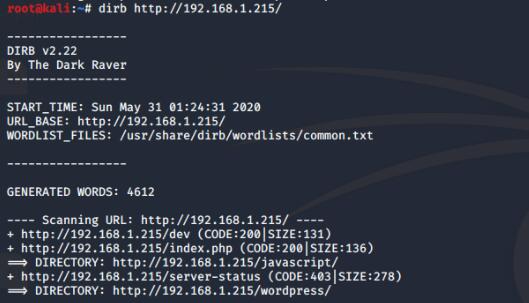 root@kali:~# dirb http://192.168.1.215/
-----------------
DIRB v2.22
By The Dark Raver
-----------------
START_TIME: Sun May 31 01:24:31 2020
URL_BASE: http://192.168.1.215/
WORDLIST_FILES: /usr/share/dirb/wordlists/common.txt
-----------------
GENERATED WORDS: 4612
---- Scanning URL: http://192.168.1.215/ ----
+ http://192.168.1.215/dev (CODE:200|SIZE:131)
+ http://192.168.1.215/index.php (CODE:200|SIZE:136)
==> DIRECTORY: http://192.168.1.215/javascript/
+ http://192.168.1.215/server-status (CODE:403|SIZE:278)
==> DIRECTORY: http://192.168.1.215/wordpress/